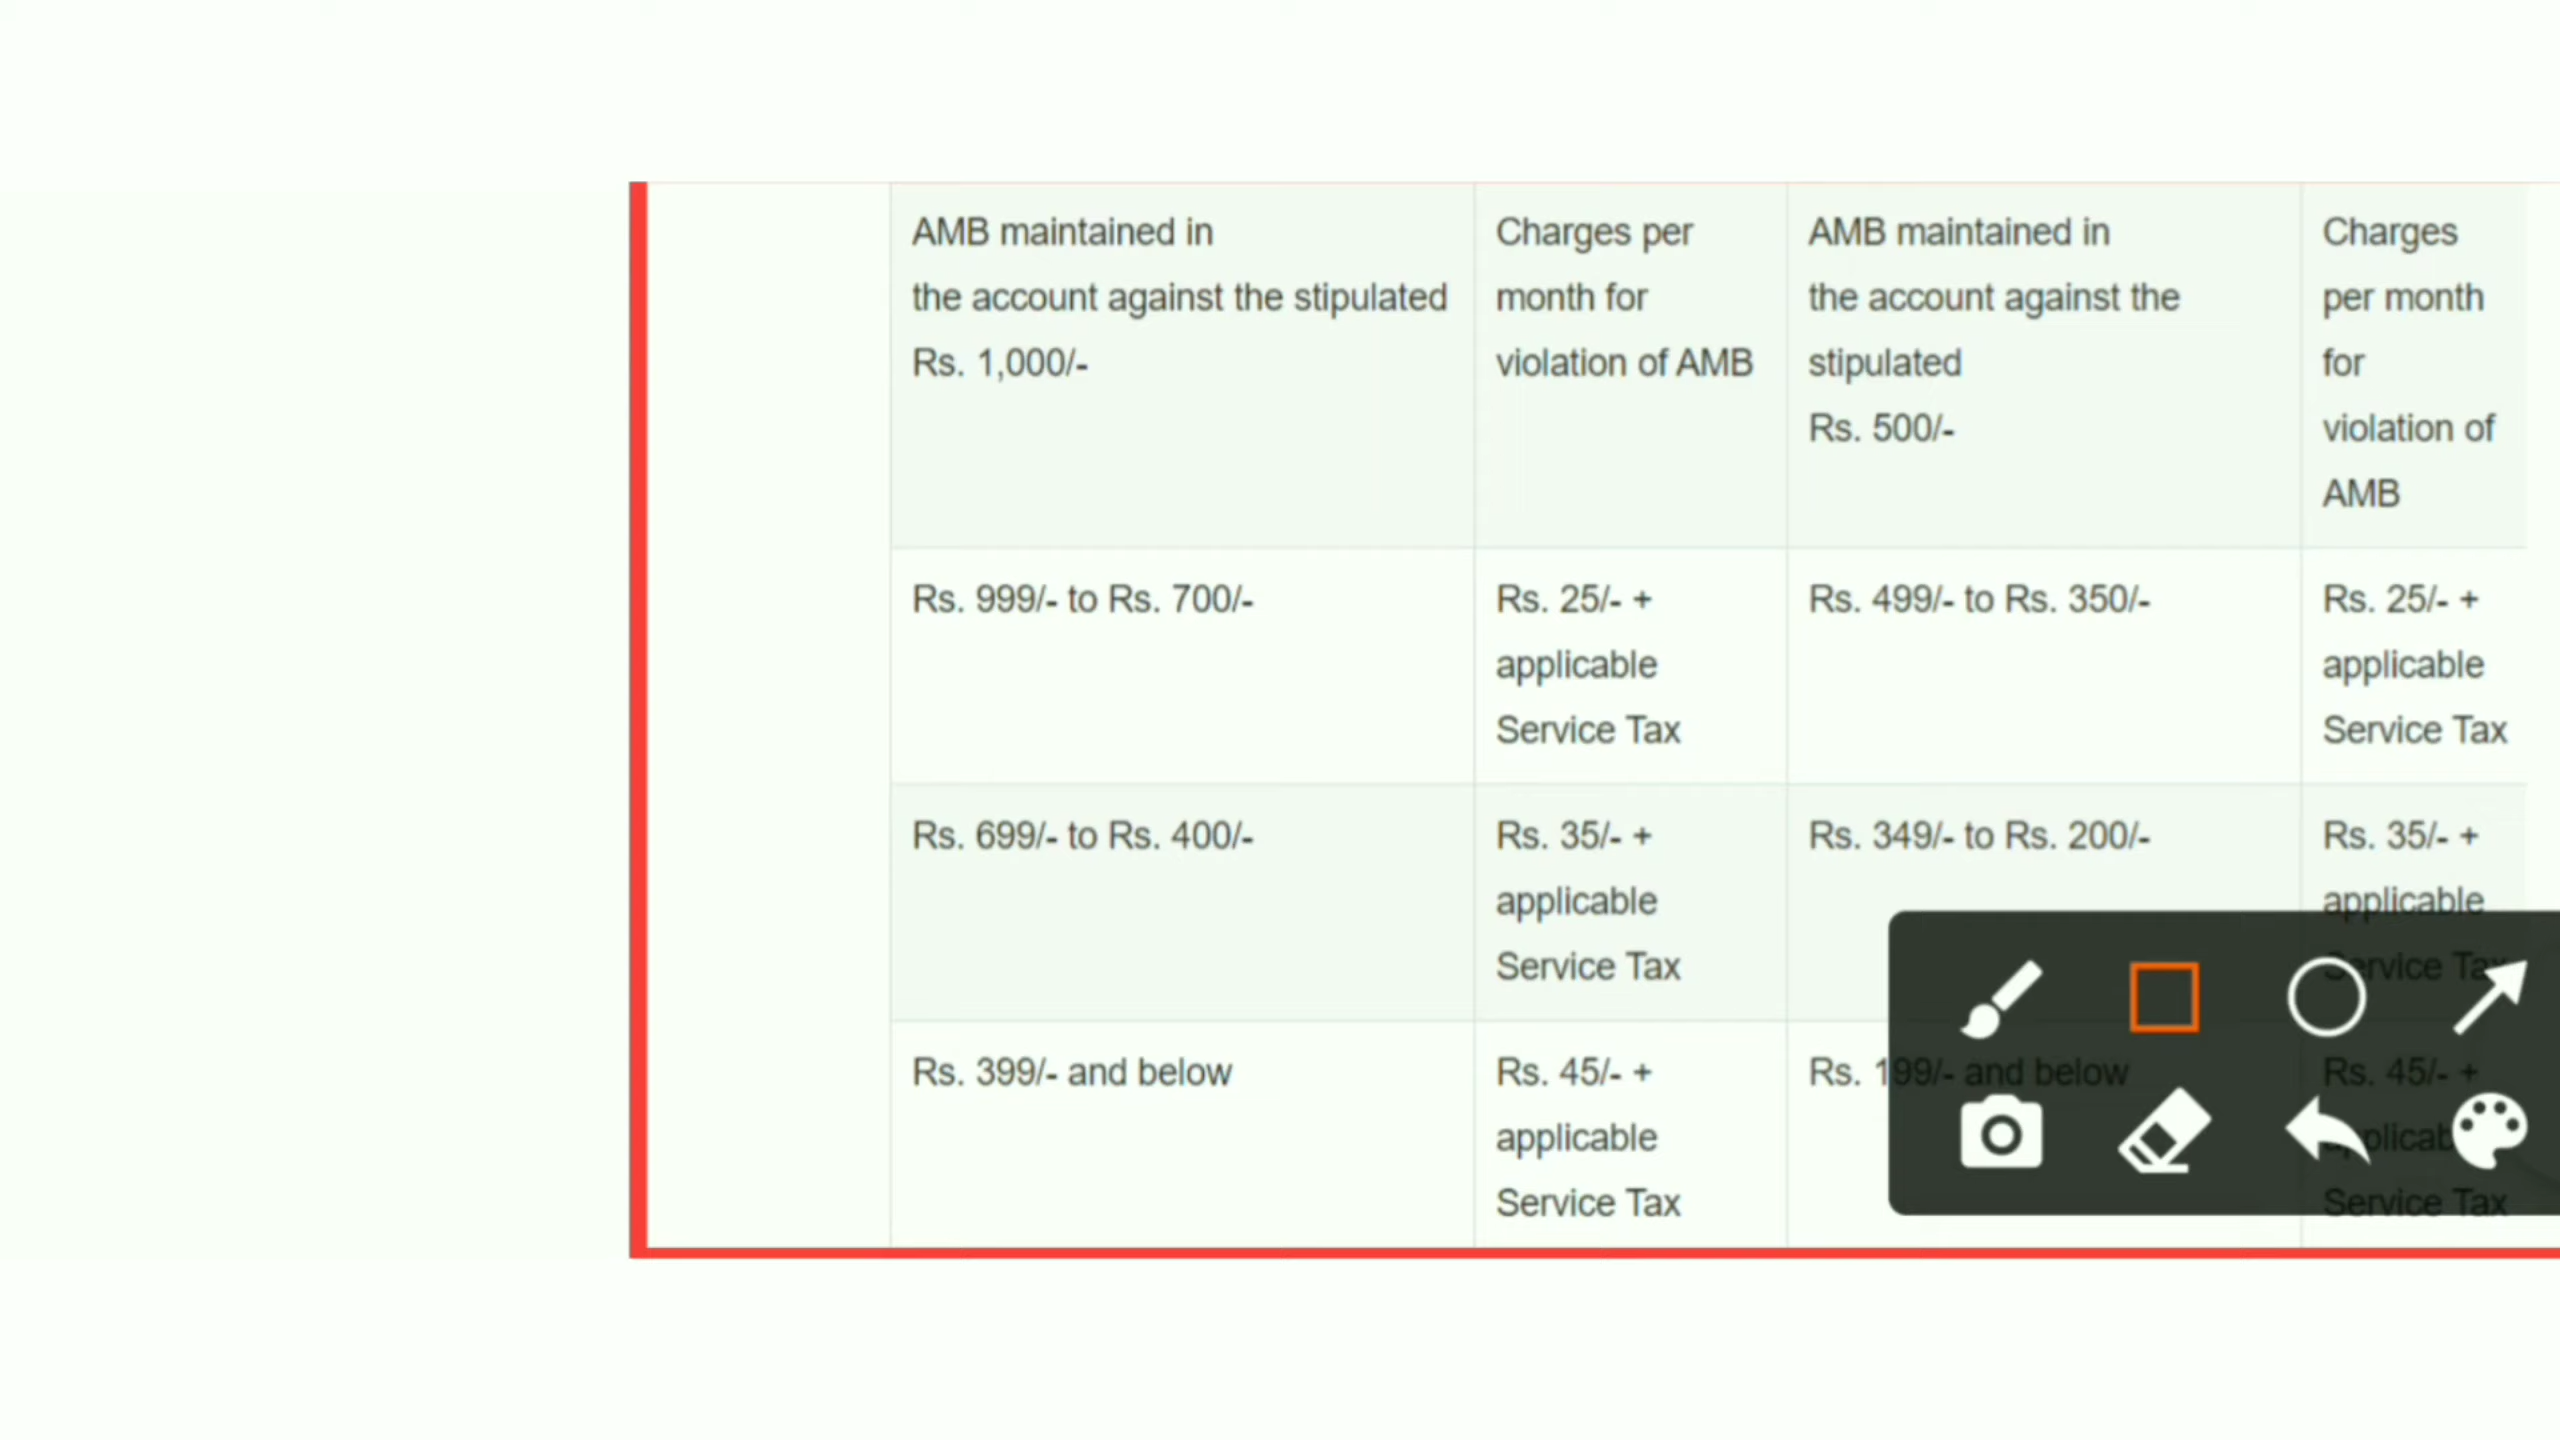 AMB maintained in
the account against the stipulated
Rs. 1,000/-
Charges per
month for
violation of AMB
AMB maintained in
the account against the
stipulated
Rs. 500/-
Charges
per month
for
violation of
AMB
Rs. 999/- to Rs. 700/-
Rs. 25/- +
applicable
Service Tax
Rs. 499/- to Rs. 350/-
Rs. 25/- +
applicable
Service Tax
Rs. 699/- to Rs. 400/-
Rs. 35/- +
applicable
Service Tax
Rs. 349/- to Rs. 200/-
Rs. 35/- +
applicable
Service Tax
Rs. 399/- and below
Rs. 45/- +
applicable
Service Tax
Rs. 199/- and below
Rs. 45/- +
applicable
Service Tax